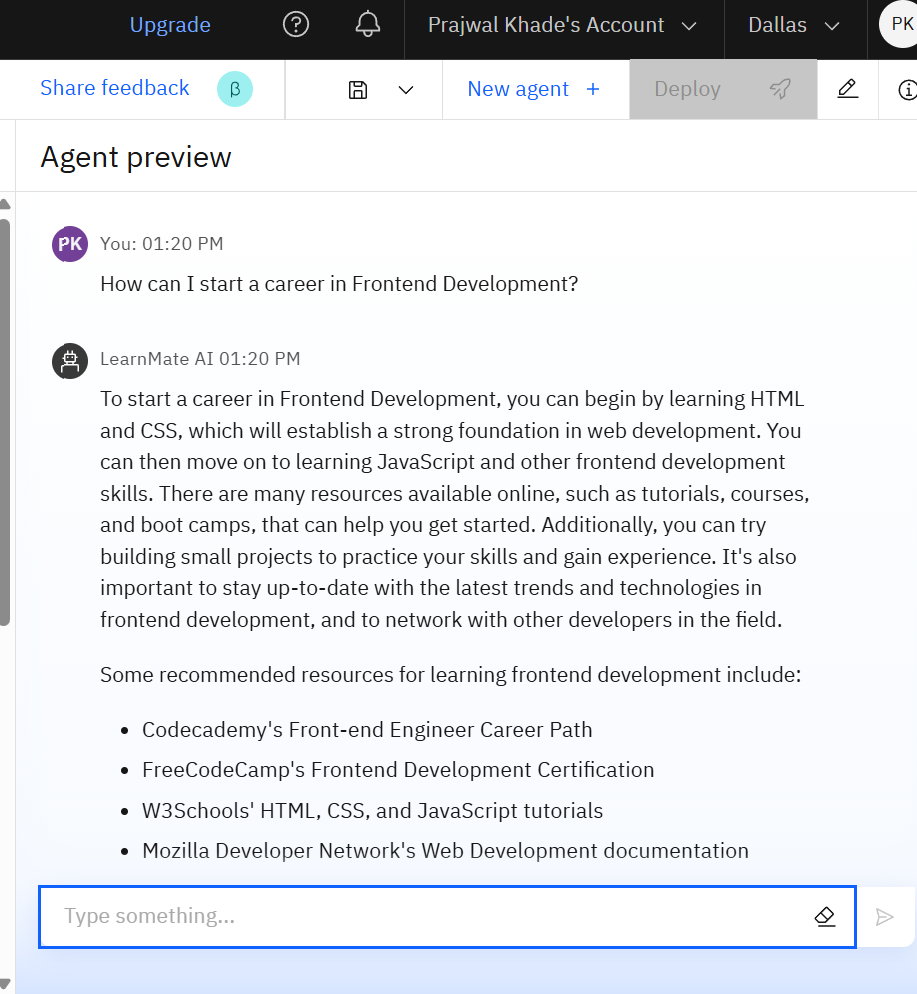 Upgrade
Prajwal Khade's Account
Dallas
PK
Share feedback
β
New agent +
Deploy
Agent preview
PK
You: 01:20 PM
How can I start a career in Frontend Development?
LearnMate AI 01:20 PM
To start a career in Frontend Development, you can begin by learning HTML
and CSS, which will establish a strong foundation in web development. You
can then move on to learning JavaScript and other frontend development
skills. There are many resources available online, such as tutorials, courses,
and boot camps, that can help you get started. Additionally, you can try
building small projects to practice your skills and gain experience. It's also
important to stay up-to-date with the latest trends and technologies in
frontend development, and to network with other developers in the field.
Some recommended resources for learning frontend development include:
• Codecademy's Front-end Engineer Career Path
• FreeCodeCamp's Frontend Development Certification
• W3Schools' HTML, CSS, and JavaScript tutorials
• Mozilla Developer Network's Web Development documentation
Type something...